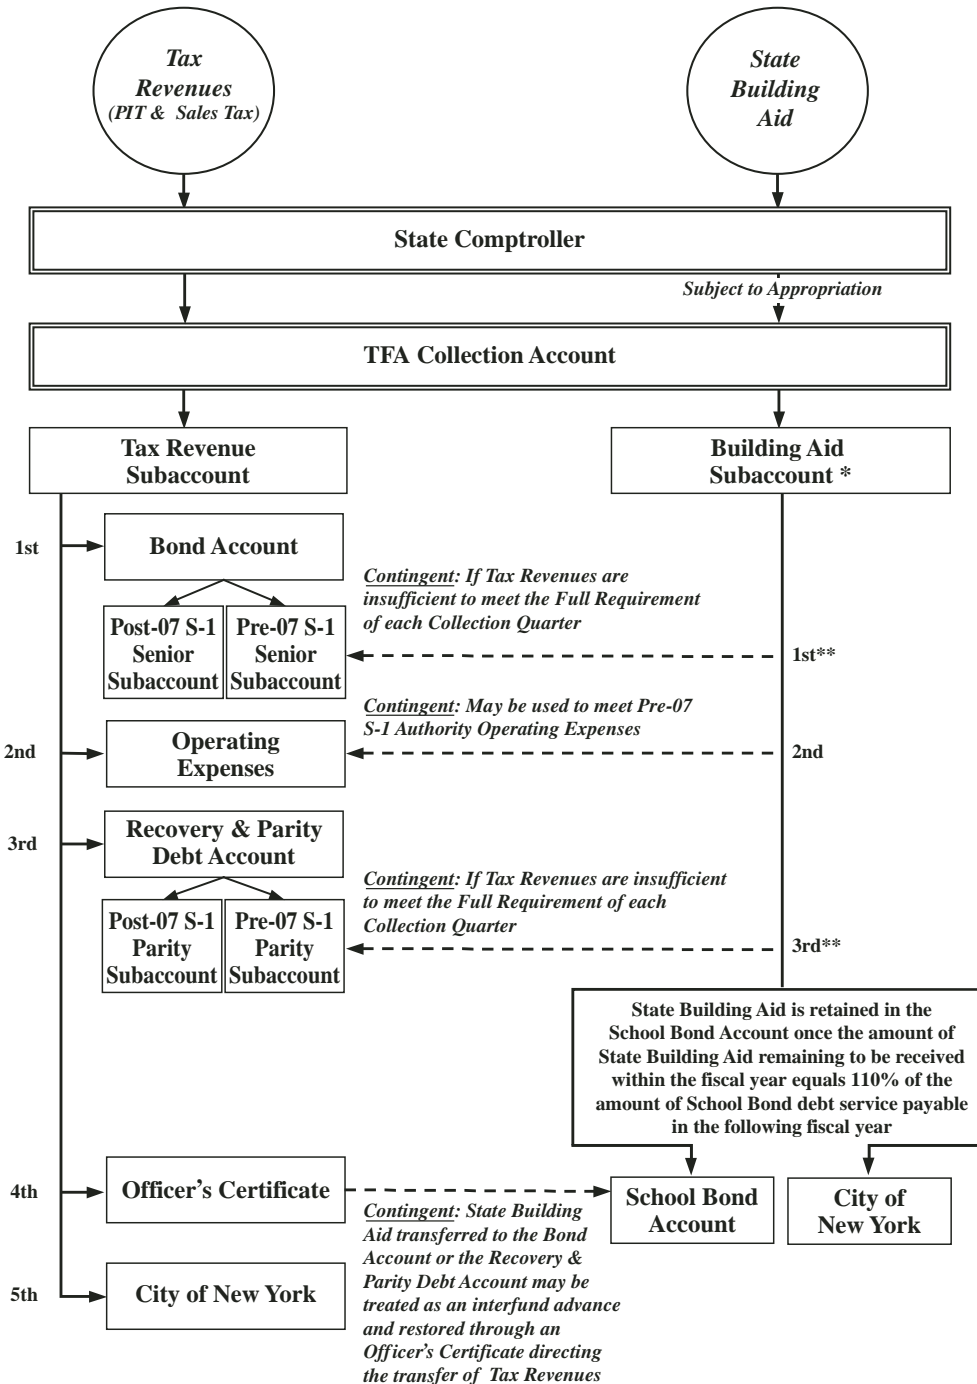 Tax
Revenues
(PIT & Sales Tax)
State
Building
Aid
State Comptroller
Subject to Appropriation
TFA Collection Account
Tax Revenue
Subaccount
Building Aid
Subaccount *
1st
Bond Account
Contingent: If Tax Revenues are
insufficient to meet the Full Requirement
of each Collection Quarter
Post-07 S-1
Senior
Subaccount
Pre-07 S-1
Senior
Subaccount
1st**
Contingent: May be used to meet Pre-07
S-1 Authority Operating Expenses
2nd
Operating
Expenses
2nd
3rd
Recovery & Parity
Debt Account
Contingent: If Tax Revenues are insufficient
to meet the Full Requirement of each
Collection Quarter
Post-07 S-1
Parity
Subaccount
Pre-07 S-1
Parity
Subaccount
3rd**
State Building Aid is retained in the
School Bond Account once the amount of
State Building Aid remaining to be received
within the fiscal year equals 110% of the
amount of School Bond debt service payable
in the following fiscal year
4th
Officer's Certificate
School Bond
Account
City of
New York
Contingent: State Building
Aid transferred to the Bond
Account or the Recovery &
Parity Debt Account may be
treated as an interfund advance
and restored through an
Officer's Certificate directing
the transfer of Tax Revenues
5th
City of New York